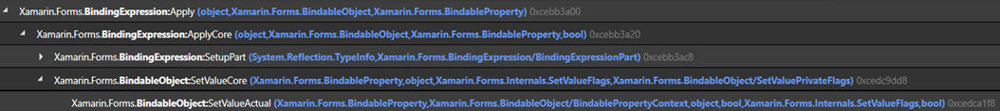 Xamarin.Forms.BindingExpression:Apply (object,Xamarin.Forms.BindableObject,Xamarin.Forms.BindableProperty) 0xcebb3a00
Xamarin.Forms.BindingExpression:ApplyCore (object,Xamarin.Forms.BindableObject,Xamarin.Forms.BindableProperty,bool) 0xcebb3a20
Xamarin.Forms.BindingExpression:SetupPart (System.Reflection.TypeInfo,Xamarin.Forms.BindingExpression/BindingExpressionPart) 0xcebb3ac8
Xamarin.Forms.BindableObject:SetValueCore (Xamarin.Forms.BindableProperty,object,Xamarin.Forms.Internals.SetValueFlags,Xamarin.Forms.BindableObject/SetValuePrivateFlags) 0xcedc9dd8
Xamarin.Forms.BindableObject:SetValueActual (Xamarin.Forms.BindableProperty,Xamarin.Forms.BindableObject/BindablePropertyContext,object,bool,Xamarin.Forms.Internals.SetValueFlags,bool) 0xcedca1f8